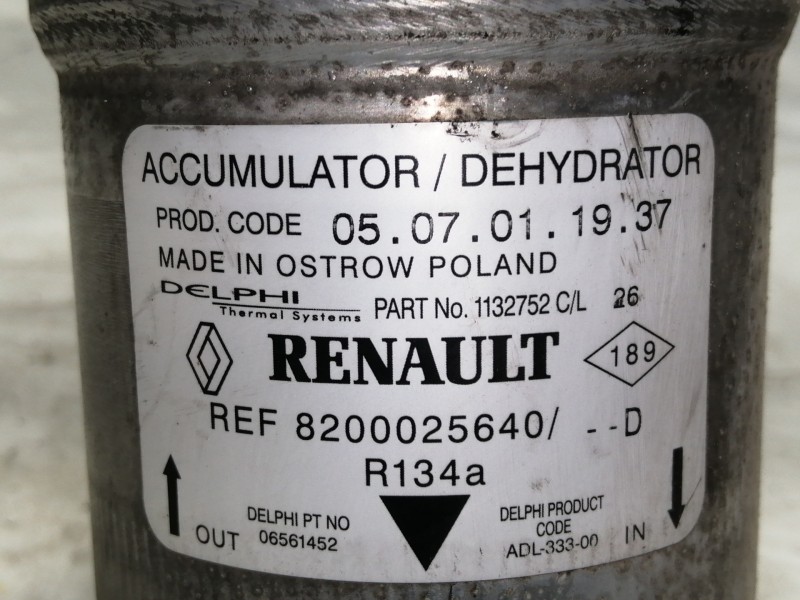 ACCUMULATOR / DEHYDRATOR
PROD. CODE 05.07.01.19.37
MADE IN OSTROW POLAND
DELPHI
Thermal Systems
PART No. 1132752 C/L 26
RENAULT
189
REF 8200025640/ --D
R134a
OUT
DELPHI PT NO
06561452
DELPHI PRODUCT
CODE
ADL-333-00
IN